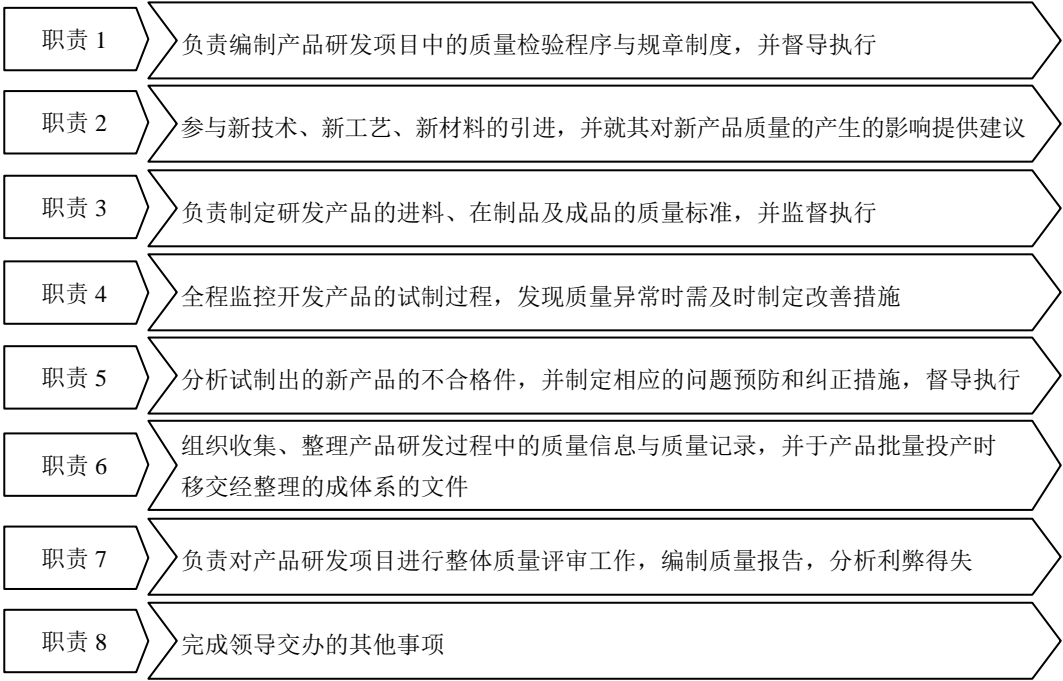 职责 1
负责编制产品研发项目中的质量检验程序与规章制度，并督导执行
职责 2
参与新技术、新工艺、新材料的引进，并就其对新产品质量的产生的影响提供建议
职责 3
负责制定研发产品的进料、在制品及成品的质量标准，并监督执行
职责 4
全程监控开发产品的试制过程，发现质量异常时需及时制定改善措施
职责 5
分析试制出的新产品的不合格件，并制定相应的问题预防和纠正措施，督导执行
职责 6
组织收集、整理产品研发过程中的质量信息与质量记录，并于产品批量投产时
移交经整理的成体系的文件
职责 7
负责对产品研发项目进行整体质量评审工作，编制质量报告，分析利弊得失
职责 8
完成领导交办的其他事项